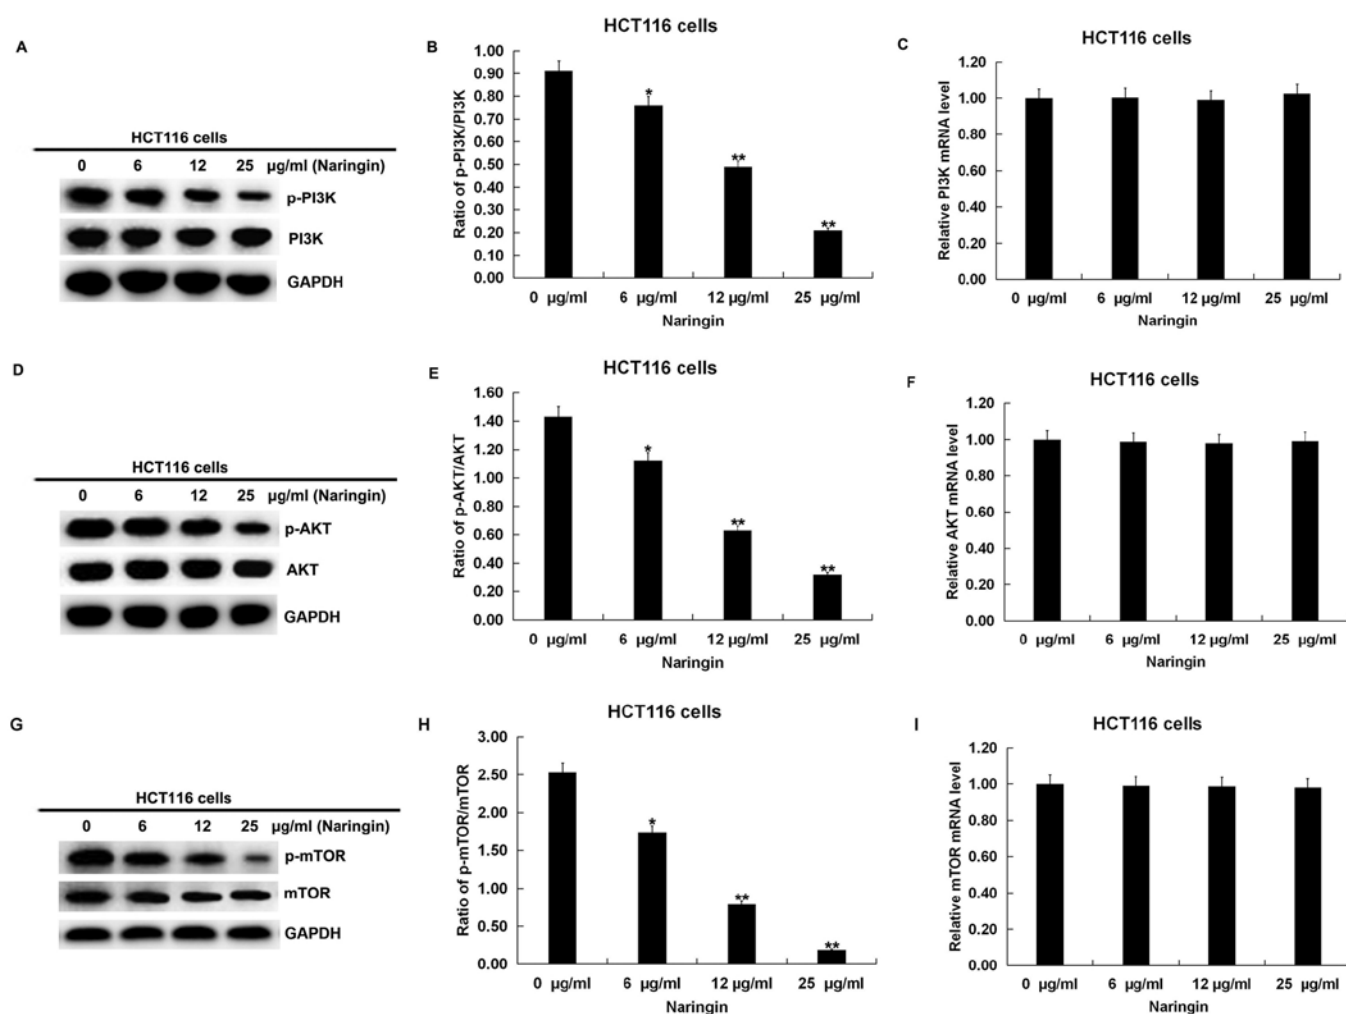 A
HCT116 cells
0 6 12 25 µg/ml (Naringin)
p-PI3K
PI3K
GAPDH
B
HCT116 cells
Ratio of p-PI3K/PI3K
1.00
0.90
0.80
0.70
0.60
0.50
0.40
0.30
0.20
0.10
0.00
*
**
**
0 µg/ml 6 µg/ml 12 µg/ml 25 µg/ml
Naringin
C
HCT116 cells
Relative PI3K mRNA level
1.20
1.00
0.80
0.60
0.40
0.20
0.00
0 µg/ml 6 µg/ml 12 µg/ml 25 µg/ml
Naringin
D
HCT116 cells
0 6 12 25 µg/ml (Naringin)
p-AKT
AKT
GAPDH
E
HCT116 cells
Ratio of p-AKT/AKT
1.60
1.40
1.20
1.00
0.80
0.60
0.40
0.20
0.00
*
**
**
0 µg/ml 6 µg/ml 12 µg/ml 25 µg/ml
Naringin
F
HCT116 cells
Relative AKT mRNA level
1.20
1.00
0.80
0.60
0.40
0.20
0.00
0 µg/ml 6 µg/ml 12 µg/ml 25 µg/ml
Naringin
G
HCT116 cells
0 6 12 25 µg/ml (Naringin)
p-mTOR
mTOR
GAPDH
H
HCT116 cells
Ratio of p-mTOR/mTOR
3.00
2.50
2.00
1.50
1.00
0.50
0.00
*
**
**
0 µg/ml 6 µg/ml 12 µg/ml 25 µg/ml
Naringin
I
HCT116 cells
Relative mTOR mRNA level
1.20
1.00
0.80
0.60
0.40
0.20
0.00
0 µg/ml 6 µg/ml 12 µg/ml 25 µg/ml
Naringin